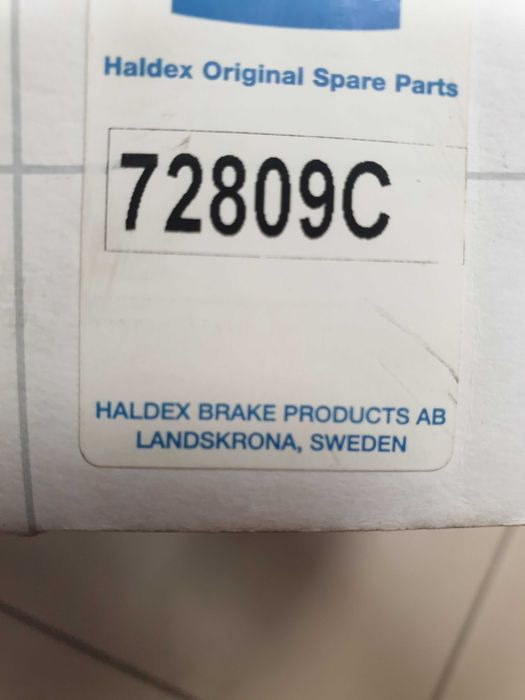 Haldex Original Spare Parts
72809C
HALDEX BRAKE PRODUCTS AB
LANDSKRONA, SWEDEN